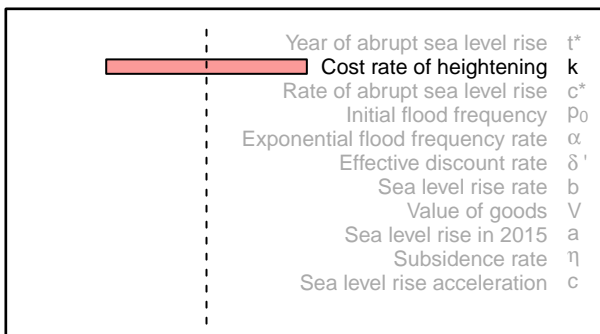 Year of abrupt sea level rise t*
Cost rate of heightening k
Rate of abrupt sea level rise c*
Initial flood frequency p₀
Exponential flood frequency rate α
Effective discount rate δ'
Sea level rise rate b
Value of goods V
Sea level rise in 2015 a
Subsidence rate η
Sea level rise acceleration c